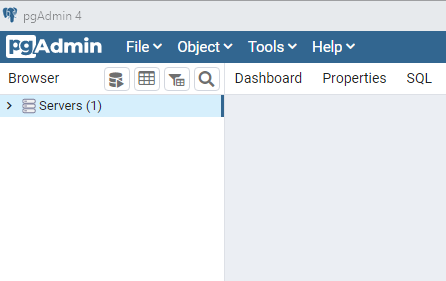 pgAdmin 4
pgAdmin File Object Tools Help
Browser Dashboard Properties SQL
Servers (1)